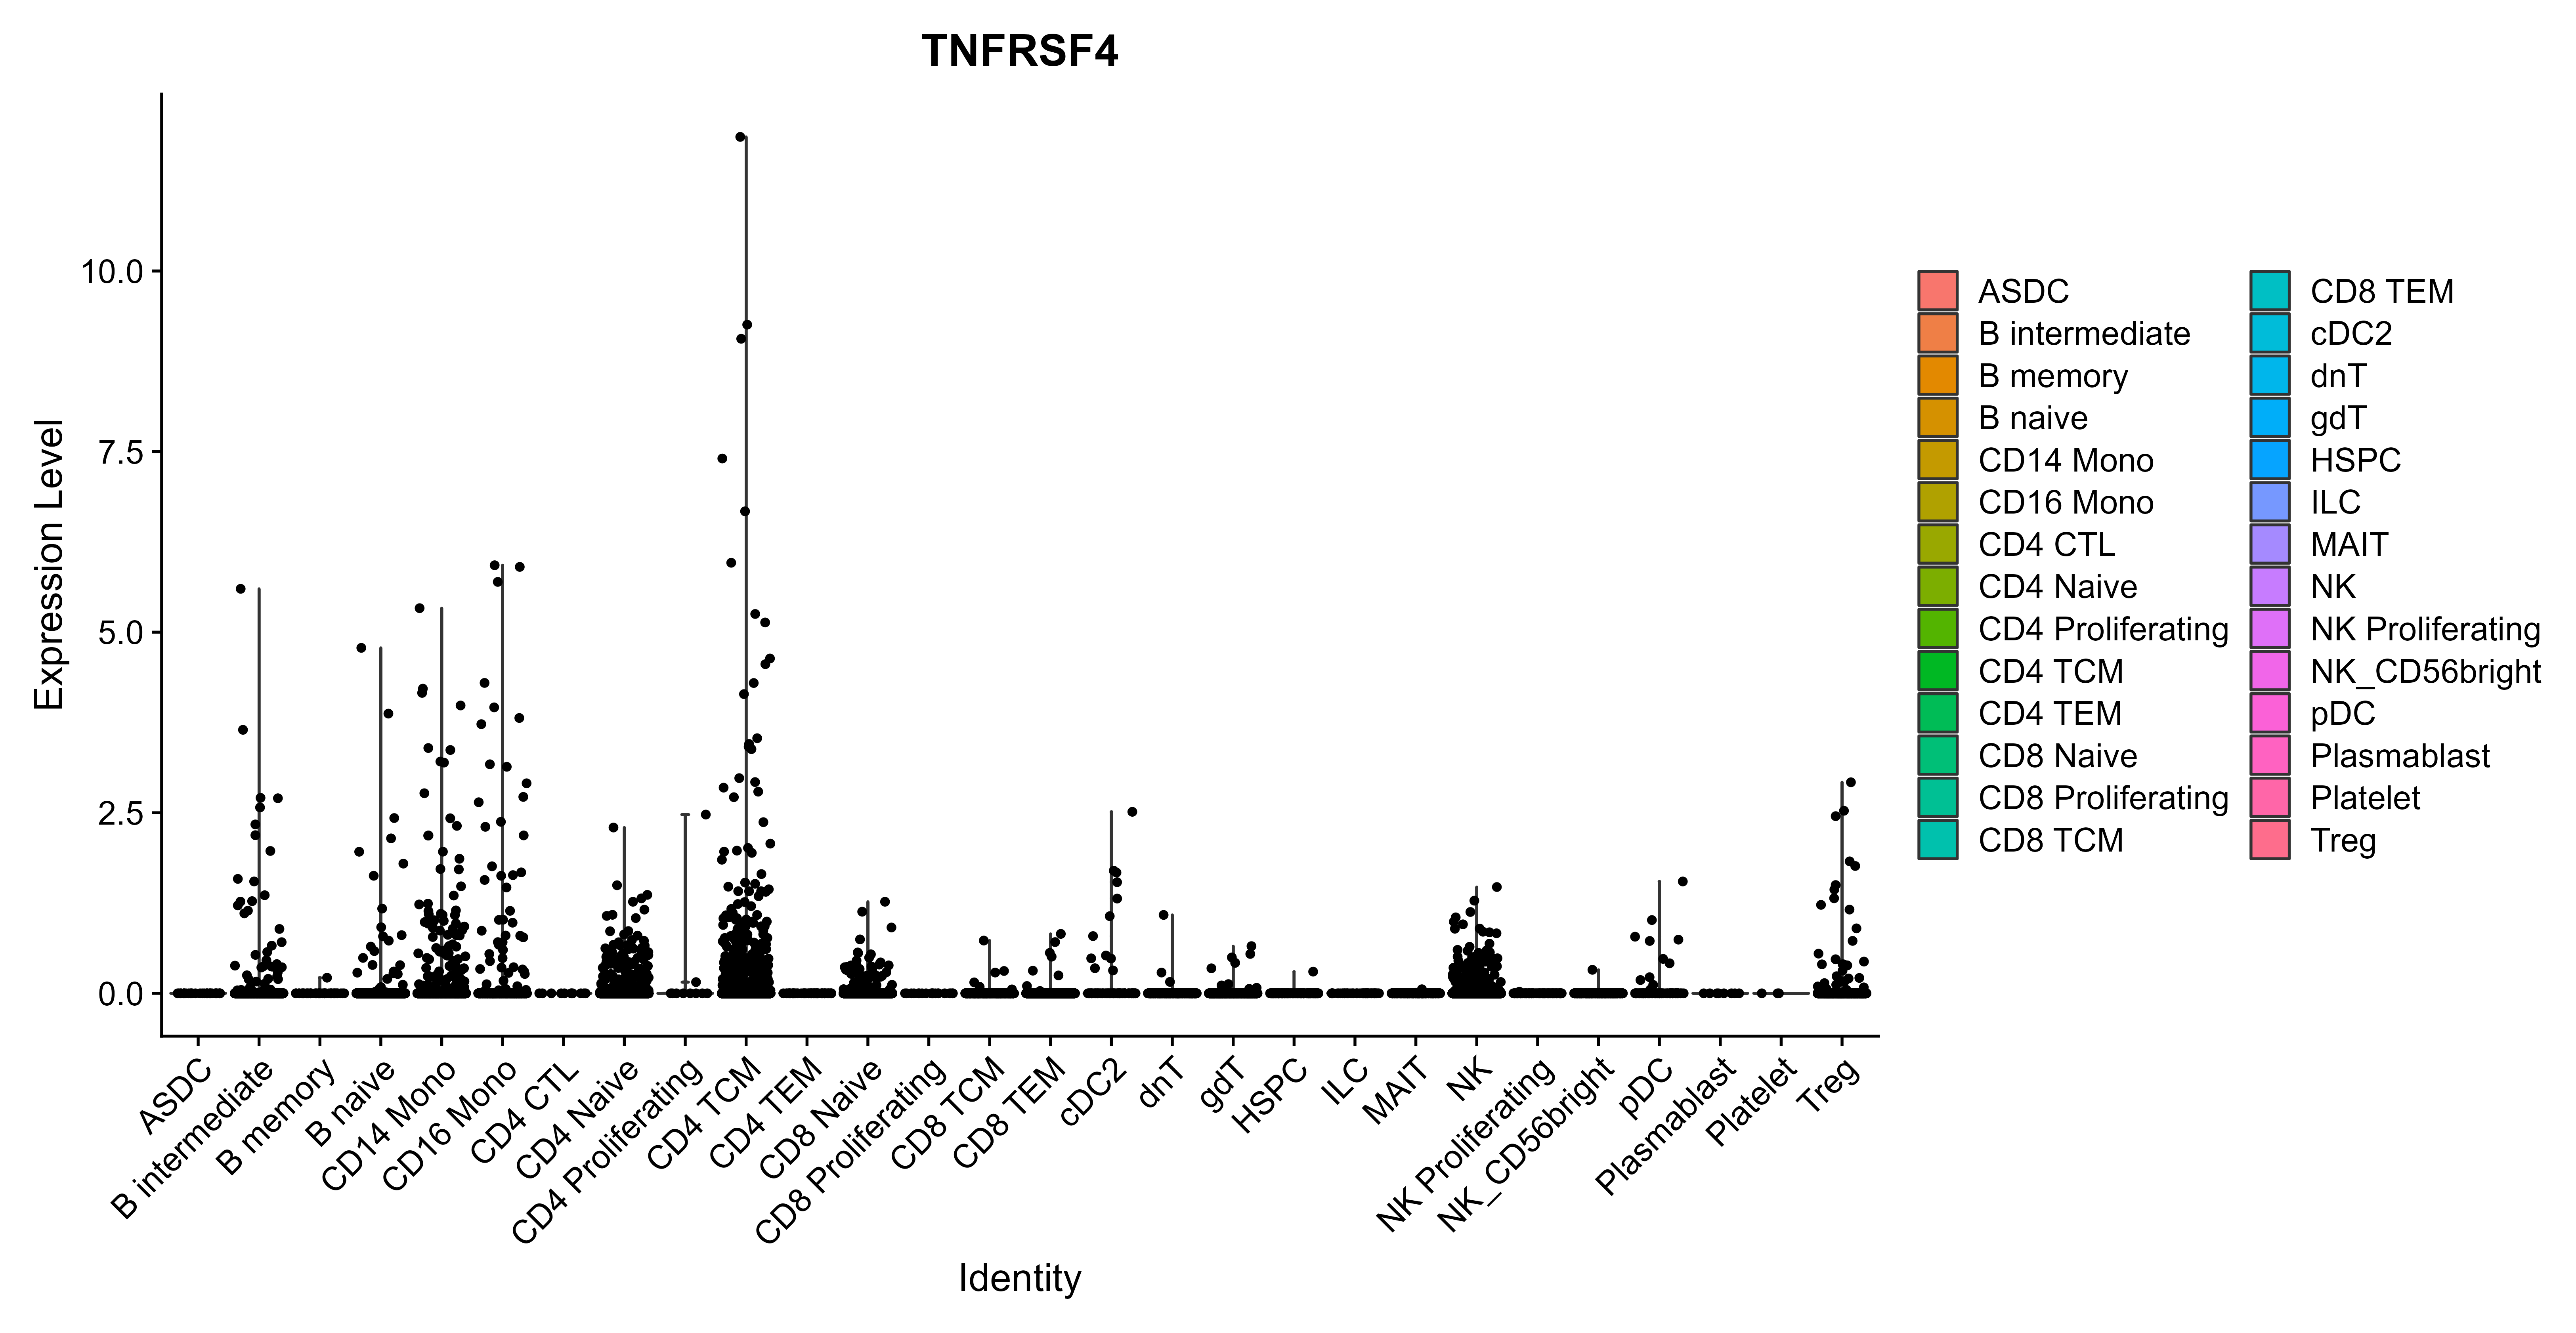 TNFRSF4
Expression Level
10.0
7.5
5.0
2.5
0.0
ASDC
B intermediate
B memory
B naive
CD14 Mono
CD16 Mono
CD4 CTL
CD4 Naive
CD4 Proliferating
CD4 TCM
CD4 TEM
CD8 Naive
CD8 Proliferating
CD8 TCM
CD8 TEM
cDC2
dnT
gdT
HSPC
ILC
MAIT
NK
NK Proliferating
NK_CD56bright
pDC
Plasmablast
Platelet
Treg
Identity
ASDC
B intermediate
B memory
B naive
CD14 Mono
CD16 Mono
CD4 CTL
CD4 Naive
CD4 Proliferating
CD4 TCM
CD4 TEM
CD8 Naive
CD8 Proliferating
CD8 TCM
CD8 TEM
cDC2
dnT
gdT
HSPC
ILC
MAIT
NK
NK Proliferating
NK_CD56bright
pDC
Plasmablast
Platelet
Treg